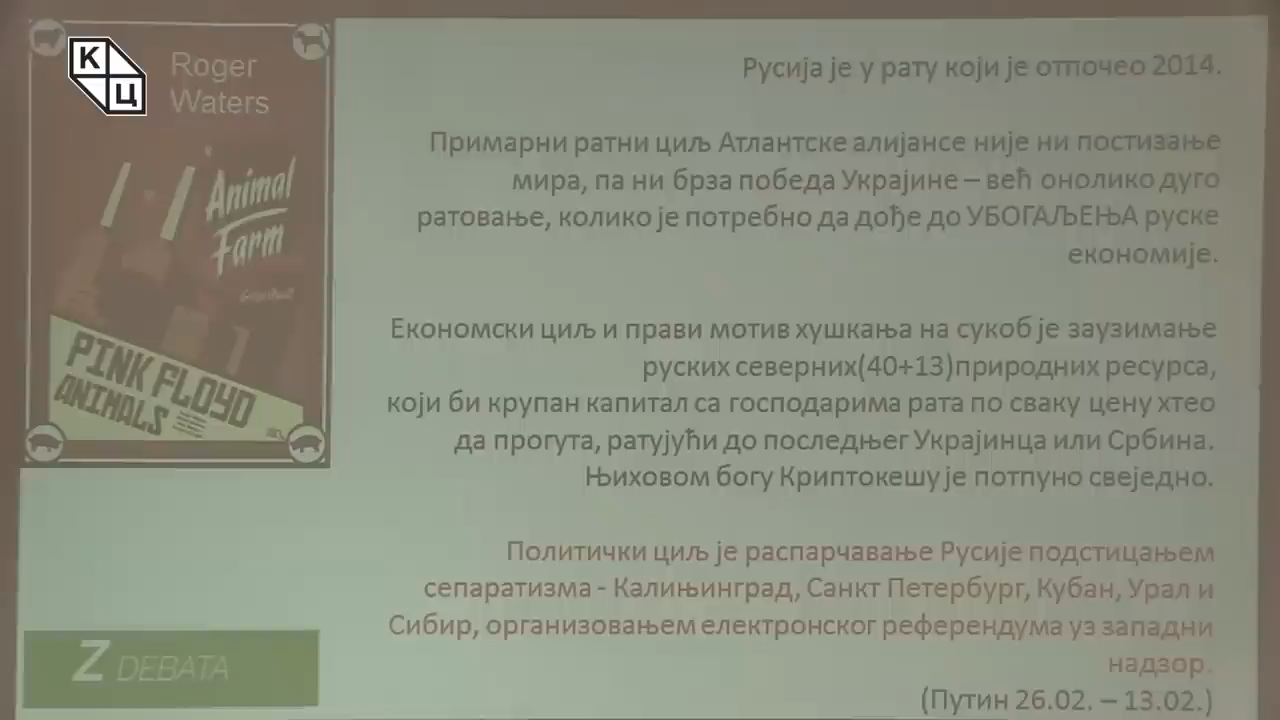 К
Ц
Roger
Waters
Animal
Farm
PINK FLOYD
ANIMALS
Z DEBATA
Русија је у рату који је отпочео 2014.
Примарни ратни циљ Атлантске алијансе није ни постизање
мира, па ни брза победа Украјине – већ онолико дуго
ратовање, колико је потребно да дође до УБОГАЉЕЊА руске
економије.
Економски циљ и прави мотив хушкања на сукоб је заузимање
руских северних(40+13)природних ресурса,
који би крупан капитал са господарима рата по сваку цену хтео
да прогута, ратујући до последњег Украјинца или Србина.
Њиховом богу Криптокешу је потпуно свеједно.
Политички циљ је распарчавање Русије подстицањем
сепаратизма - Калињинград, Санкт Петербург, Кубан, Урал и
Сибир, организовањем електронског референдума уз западни
надзор.
(Путин 26.02. – 13.02.)